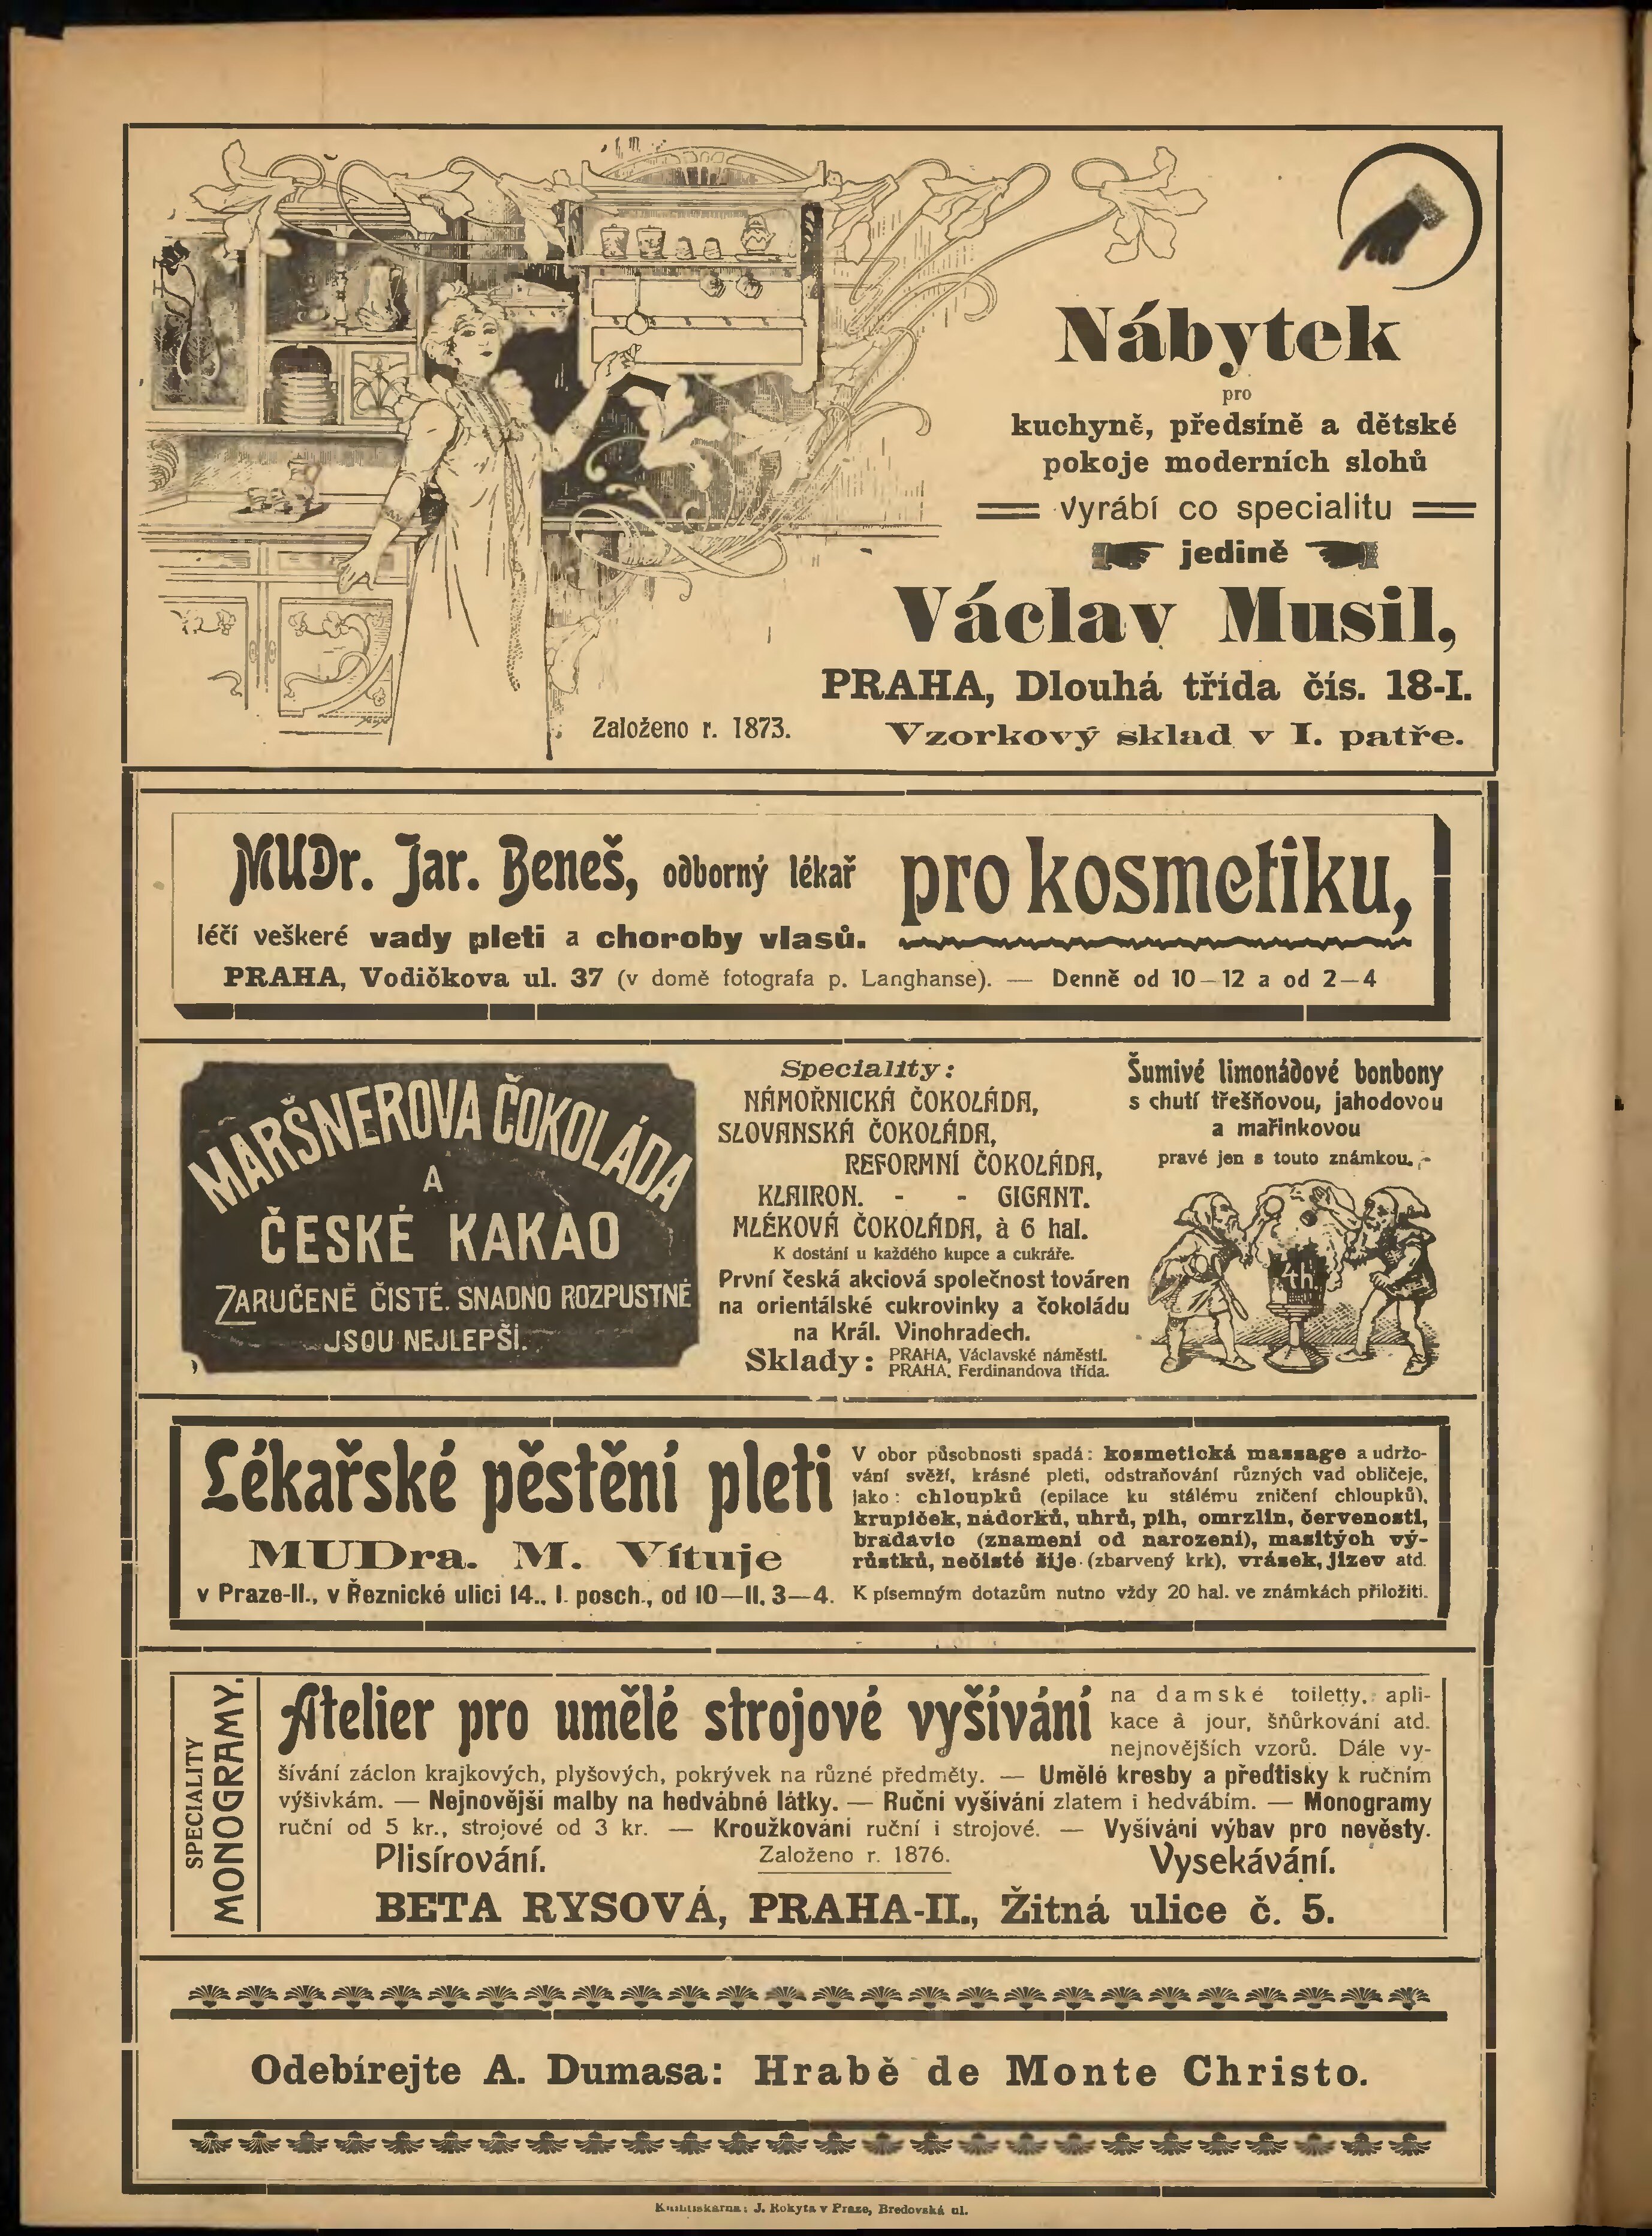 Nábytek
pro
kuchyně, předsíně a dětské
pokoje moderních slohů
vyrábí co specialitu
jedině
Václav Musil,
PRAHA, Dlouhá třída čís. 18-I.
Založeno r. 1873.
Vzorkový sklad v I. patře.
MUDr. Jar. Beneš, odborný lékař pro kosmetiku,
léčí veškeré vady pleti a choroby vlasů.
PRAHA, Vodičkova ul. 37 (v domě fotografa p. Langhanse). — Denně od 10—12 a od 2—4
MARŠNEROVA ČOKOLÁDA
A
ČESKÉ KAKAO
ZARUČENĚ ČISTÉ. SNADNO ROZPUSTNÉ
JSOU NEJLEPŠÍ.
Speciality:
NÁMOŘNICKÁ ČOKOLÁDA,
SLOVANSKÁ ČOKOLÁDA,
REFORMNÍ ČOKOLÁDA,
KLAIRON. - - GIGANT.
MLÉKOVÁ ČOKOLÁDA, à 6 hal.
K dostání u každého kupce a cukráře.
První česká akciová společnost továren
na orientálské cukrovinky a čokoládu
na Král. Vinohradech.
Sklady: PRAHA, Václavské náměstí.
PRAHA, Ferdinandova třída.
Šumivé limonádové bonbony
s chutí třešňovou, jahodovou
a mařinkovou
pravé jen s touto známkou.
Lékařské pěstění pleti
MUDra. M. Vítuje
v Praze-II., v Řeznické ulici 14., I. posch., od 10—11, 3—4.
V obor působnosti spadá: kosmetická massage a udržo-
vání svěží, krásné pleti, odstraňování různých vad obličeje,
jako: chloupků (epilace ku stálému zničení chloupků),
krupiček, nádorků, uhrů, pih, omrzlin, červenosti,
bradavic (znamení od narození), masitých vý-
růstků, nečisté šíje (zbarvený krk), vrásek, jizev atd.
K písemným dotazům nutno vždy 20 hal. ve známkách přiložiti.
SPECIALITY
MONOGRAMY.
Atelier pro umělé strojové vyšívání
na damské toiletty, apli-
kace à jour, šňůrkování atd.
nejnovějších vzorů. Dále vy-
šívání záclon krajkových, plyšových, pokrývek na různé předměty. — Umělé kresby a předtisky k ručním
výšivkám. — Nejnovější malby na hedvábné látky. — Ruční vyšívání zlatem i hedvábím. — Monogramy
ruční od 5 kr., strojové od 3 kr. — Kroužkování ruční i strojové. — Vyšívání výbav pro nevěsty.
Plisírování. Založeno r. 1876. Vysekávání.
BETA RYSOVÁ, PRAHA-II., Žitná ulice č. 5.
Odebírejte A. Dumasa: Hrabě de Monte Christo.
Knihtiskárna: J. Kokyta v Praze, Bredovská ul.